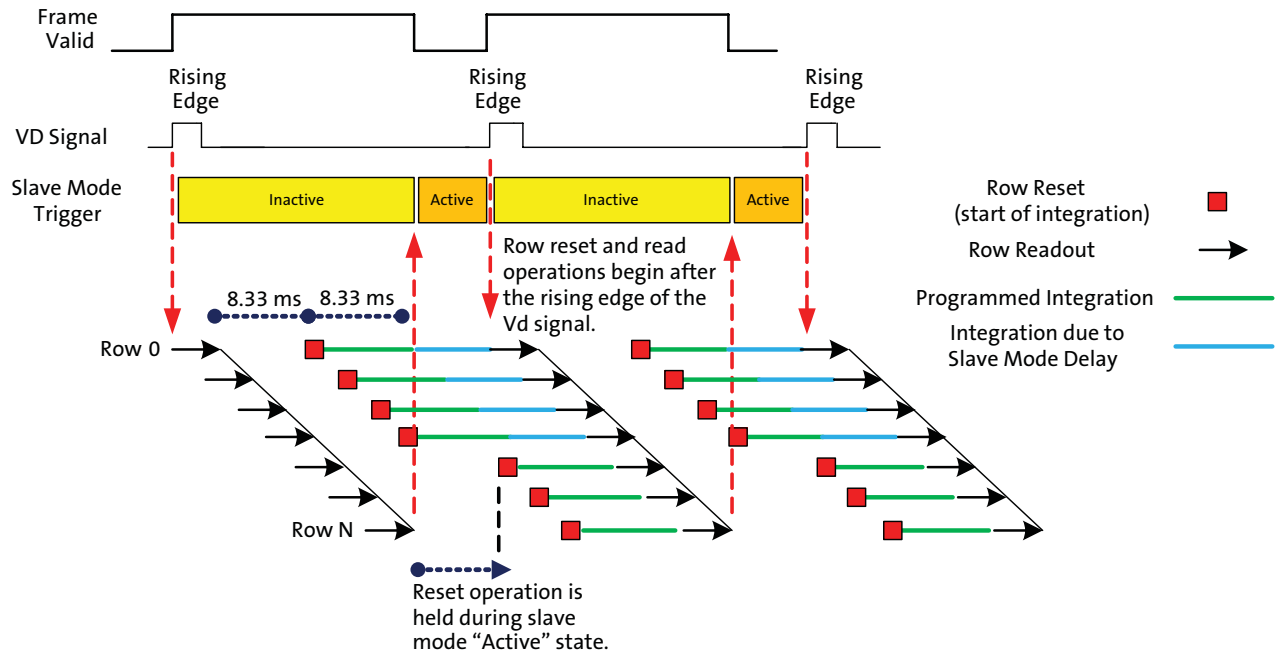 Frame
Valid
Rising
Edge
Rising
Edge
Rising
Edge
VD Signal
Slave Mode
Trigger
Inactive
Active
Inactive
Active
Row reset and read
operations begin after
the rising edge of the
Vd signal.
8.33 ms
8.33 ms
Row 0
Row N
Reset operation is
held during slave
mode “Active” state.
Row Reset
(start of integration)
Row Readout
Programmed Integration
Integration due to
Slave Mode Delay